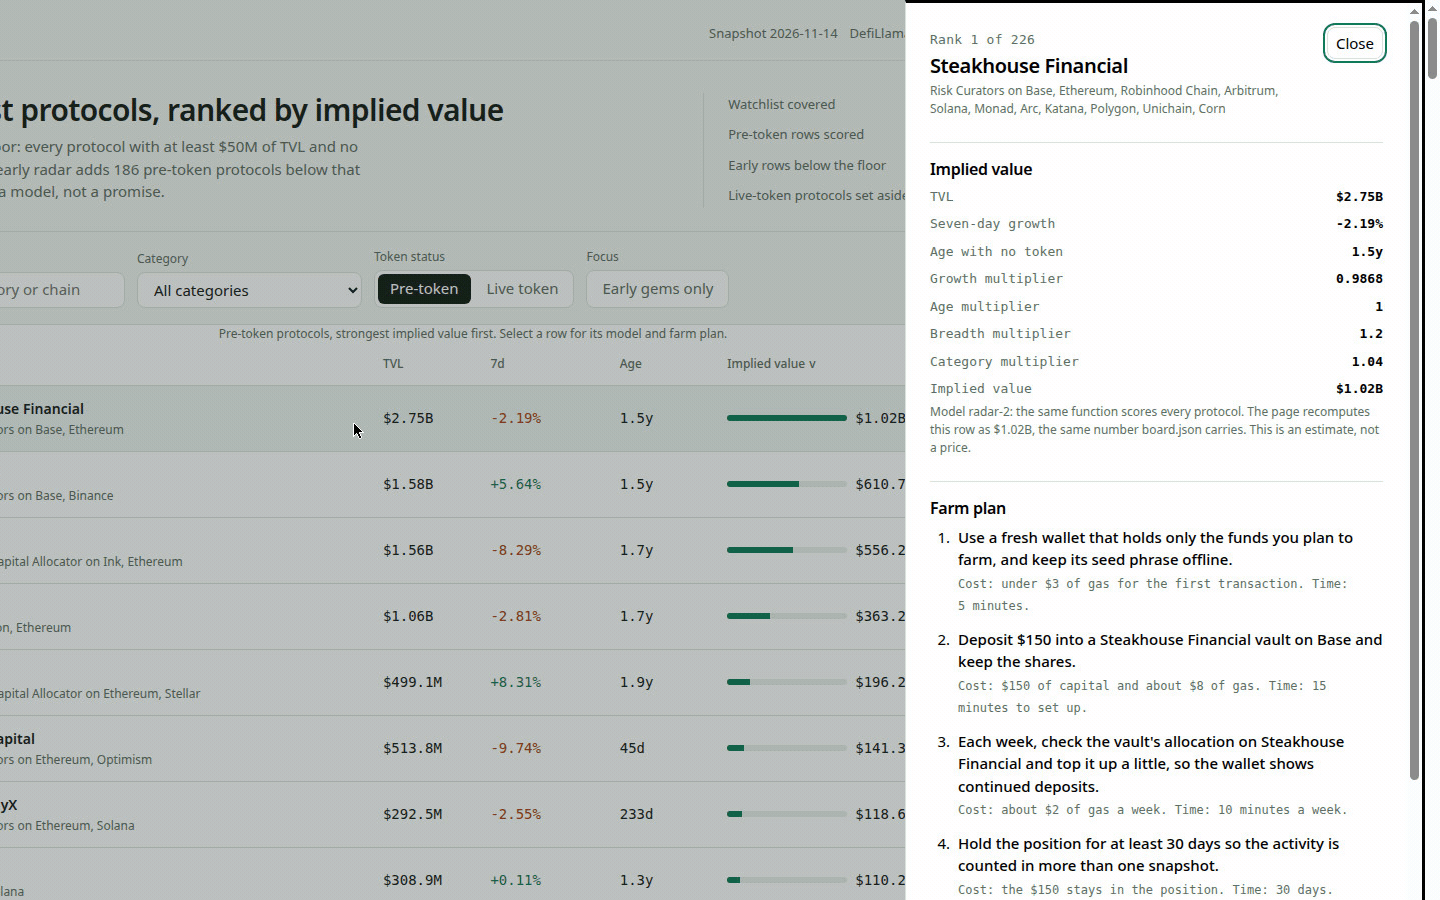 Snapshot 2026-11-14 DefiLlam
st protocols, ranked by implied value
oor: every protocol with at least $50M of TVL and no
early radar adds 186 pre-token protocols below that
a model, not a promise.
Watchlist covered
Pre-token rows scored
Early rows below the floor
Live-token protocols set aside
Category
Token status
Focus
ory or chain
All categories
Pre-token
Live token
Early gems only
Pre-token protocols, strongest implied value first. Select a row for its model and farm plan.
TVL 7d Age Implied value v
use Financial
ors on Base, Ethereum
$2.75B -2.19% 1.5y $1.02B
ors on Base, Binance
$1.58B +5.64% 1.5y $610.7
apital Allocator on Ink, Ethereum
$1.56B -8.29% 1.7y $556.2
on, Ethereum
$1.06B -2.81% 1.7y $363.2
apital Allocator on Ethereum, Stellar
$499.1M +8.31% 1.9y $196.2
apital
ors on Ethereum, Optimism
$513.8M -9.74% 45d $141.3
yX
ors on Ethereum, Solana
$292.5M -2.55% 233d $118.6
lana
$308.9M +0.11% 1.3y $110.2
Rank 1 of 226
Close
Steakhouse Financial
Risk Curators on Base, Ethereum, Robinhood Chain, Arbitrum,
Solana, Monad, Arc, Katana, Polygon, Unichain, Corn
Implied value
TVL $2.75B
Seven-day growth -2.19%
Age with no token 1.5y
Growth multiplier 0.9868
Age multiplier 1
Breadth multiplier 1.2
Category multiplier 1.04
Implied value $1.02B
Model radar-2: the same function scores every protocol. The page recomputes
this row as $1.02B, the same number board.json carries. This is an estimate, not
a price.
Farm plan
1. Use a fresh wallet that holds only the funds you plan to
farm, and keep its seed phrase offline.
Cost: under $3 of gas for the first transaction. Time:
5 minutes.
2. Deposit $150 into a Steakhouse Financial vault on Base and
keep the shares.
Cost: $150 of capital and about $8 of gas. Time: 15
minutes to set up.
3. Each week, check the vault's allocation on Steakhouse
Financial and top it up a little, so the wallet shows
continued deposits.
Cost: about $2 of gas a week. Time: 10 minutes a week.
4. Hold the position for at least 30 days so the activity is
counted in more than one snapshot.
Cost: the $150 stays in the position. Time: 30 days.